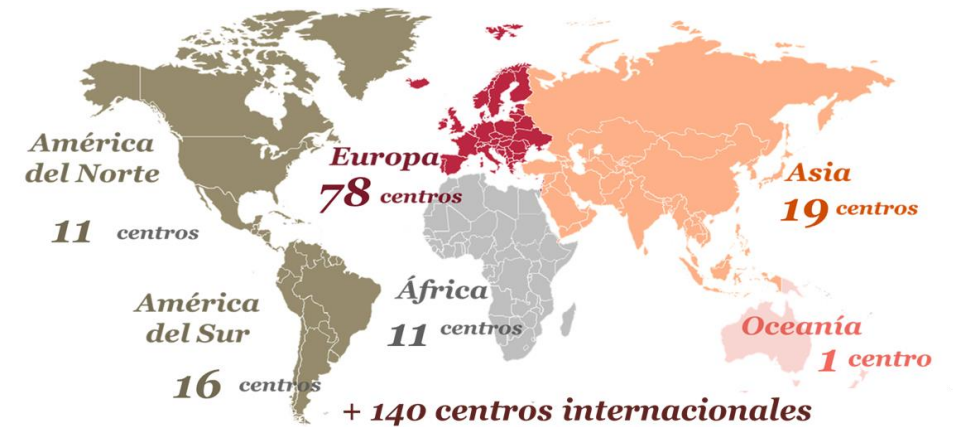 América
del Norte
11 centros
Europa
78 centros
Asia
19 centros
África
11 centros
América
del Sur
16 centros
Oceanía
1 centro
+ 140 centros internacionales